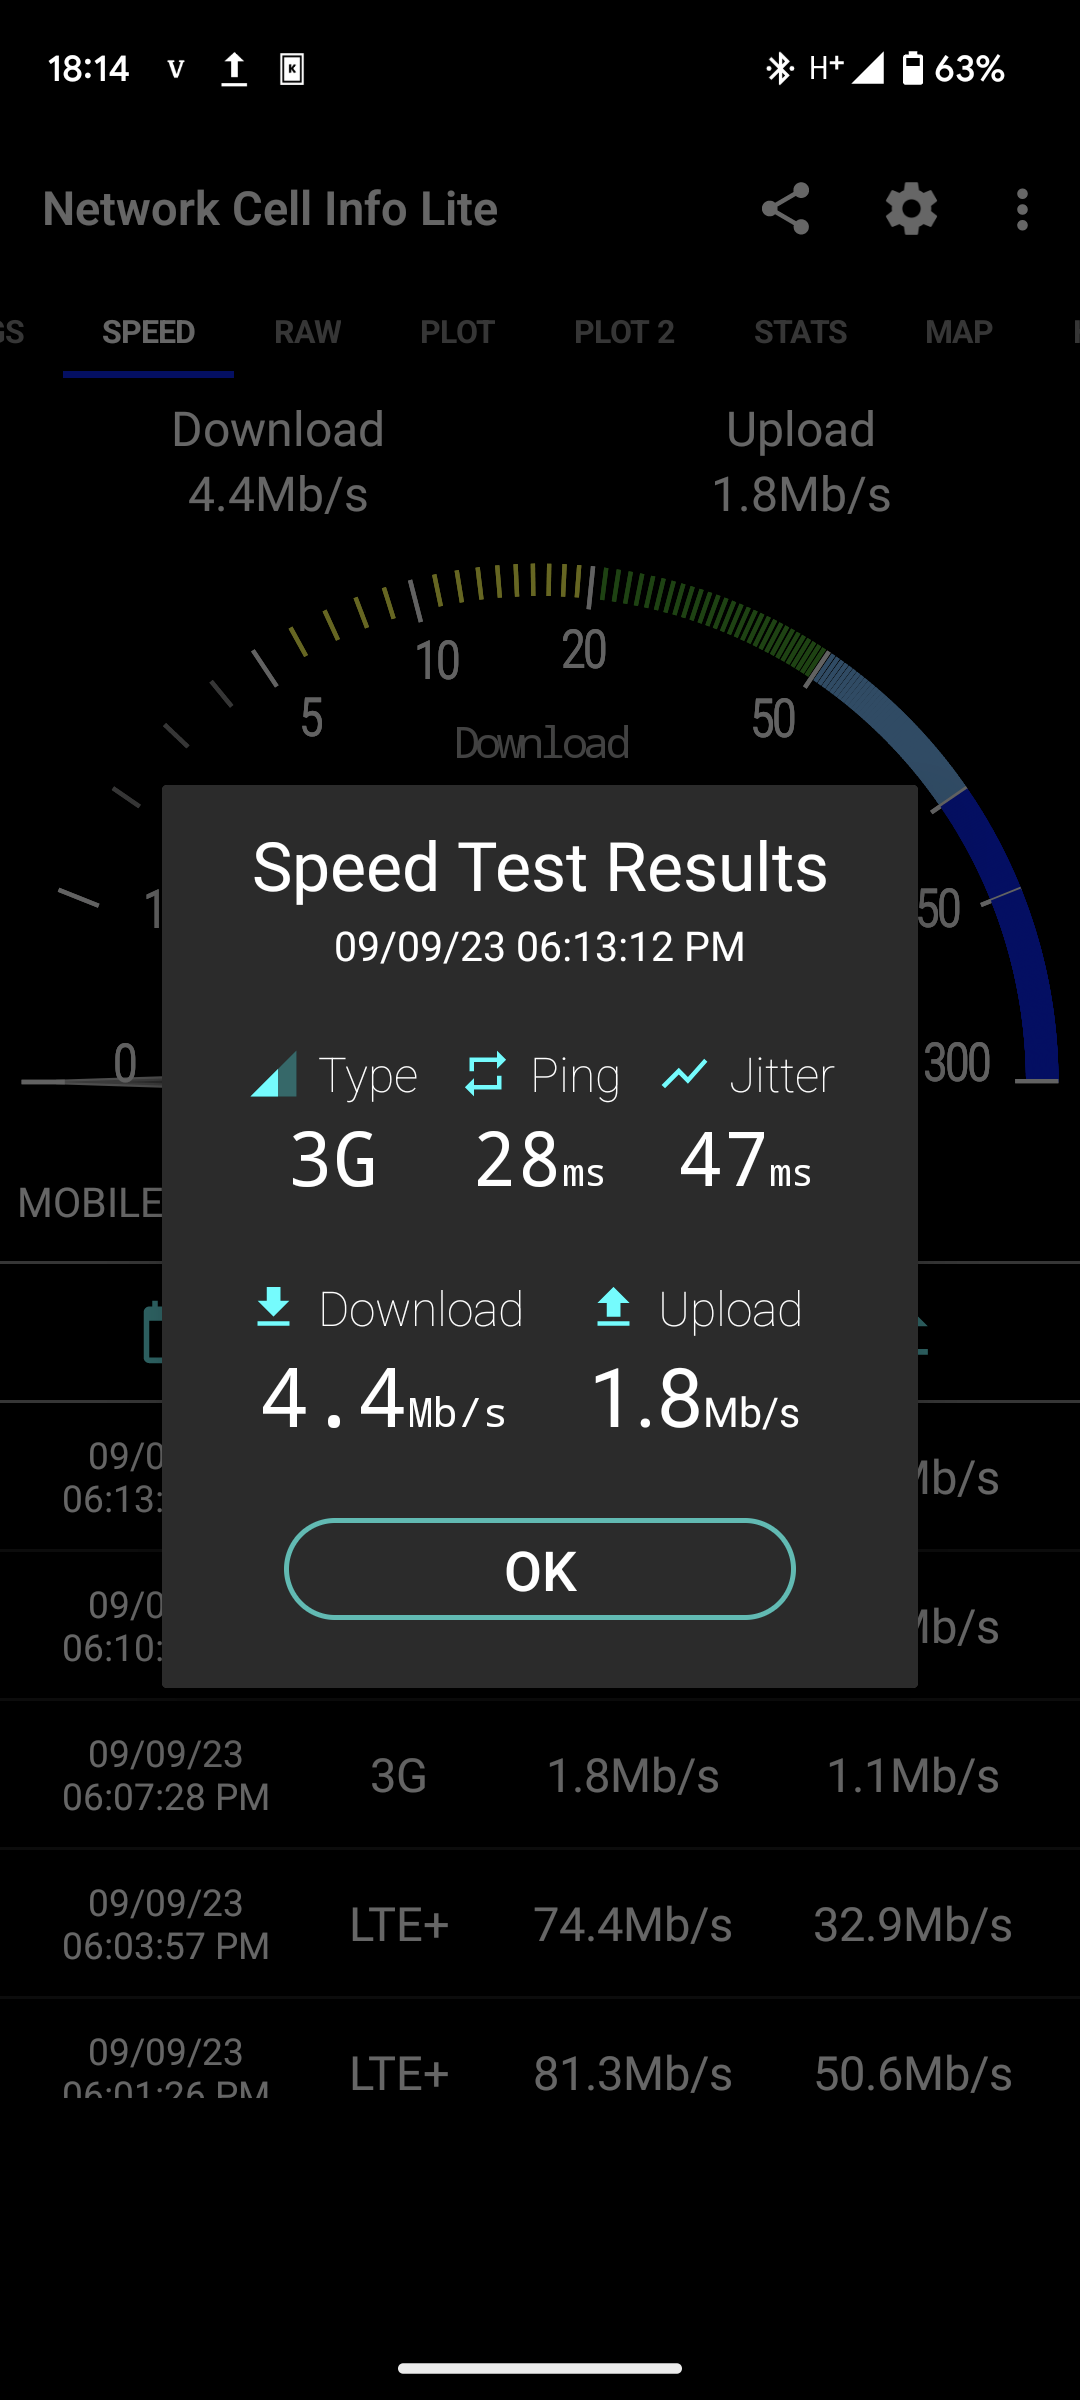 18:14 V K H+ 63%
Network Cell Info Lite
GS SPEED RAW PLOT PLOT 2 STATS MAP
Download Upload
4.4Mb/s 1.8Mb/s
10 20
5 50
Download
Speed Test Results
09/09/23 06:13:12 PM
1 50
Type Ping Jitter
0 300
3G 28ms 47ms
MOBILE
Download Upload
4.4Mb/s 1.8Mb/s
09/0
06:13: Mb/s
OK
09/0
06:10: Mb/s
09/09/23
06:07:28 PM 3G 1.8Mb/s 1.1Mb/s
09/09/23
06:03:57 PM LTE+ 74.4Mb/s 32.9Mb/s
09/09/23
06:01:26 PM LTE+ 81.3Mb/s 50.6Mb/s